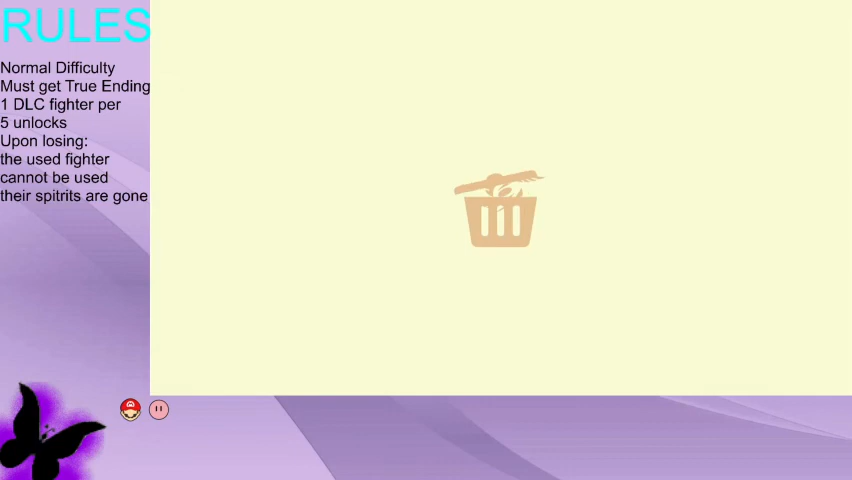 RULES
Normal Difficulty
Must get True Ending
1 DLC fighter per
5 unlocks
Upon losing:
the used fighter
cannot be used
their spitrits are gone